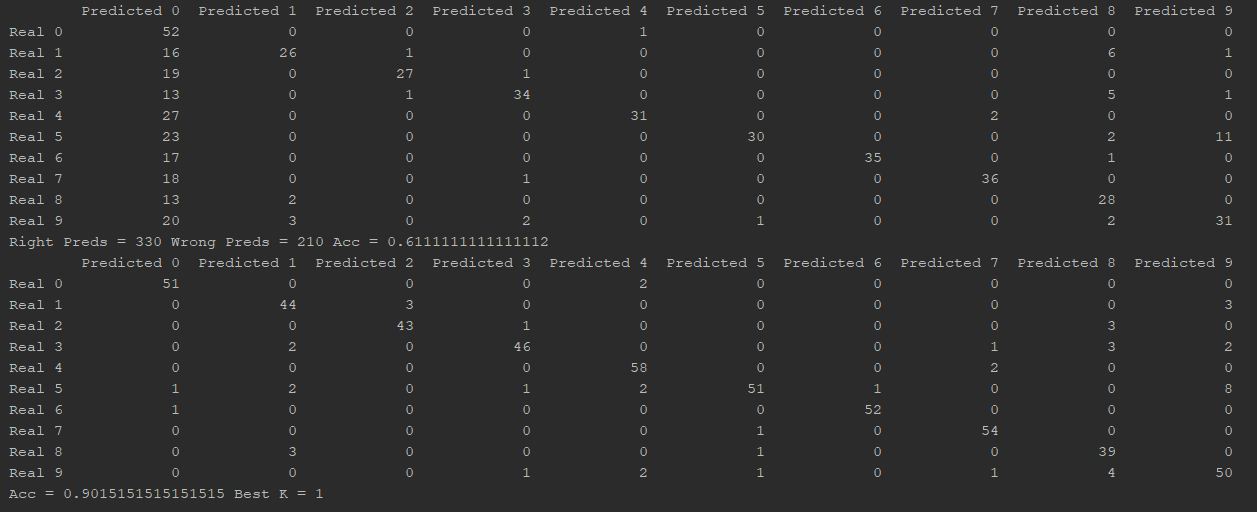 Predicted 0 Predicted 1 Predicted 2 Predicted 3 Predicted 4 Predicted 5 Predicted 6 Predicted 7 Predicted 8 Predicted 9
Real 0 52 0 0 0 1 0 0 0 0 0
Real 1 16 26 1 0 0 0 0 0 6 1
Real 2 19 0 27 1 0 0 0 0 0 0
Real 3 13 0 1 34 0 0 0 0 5 1
Real 4 27 0 0 0 31 0 0 2 0 0
Real 5 23 0 0 0 0 30 0 0 2 11
Real 6 17 0 0 0 0 0 35 0 1 0
Real 7 18 0 0 1 0 0 0 36 0 0
Real 8 13 2 0 0 0 0 0 0 28 0
Real 9 20 3 0 2 0 1 0 0 2 31
Right Preds = 330 Wrong Preds = 210 Acc = 0.6111111111111112
Predicted 0 Predicted 1 Predicted 2 Predicted 3 Predicted 4 Predicted 5 Predicted 6 Predicted 7 Predicted 8 Predicted 9
Real 0 51 0 0 0 2 0 0 0 0 0
Real 1 0 44 3 0 0 0 0 0 0 3
Real 2 0 0 43 1 0 0 0 0 3 0
Real 3 0 2 0 46 0 0 0 1 3 2
Real 4 0 0 0 0 58 0 0 2 0 0
Real 5 1 2 0 1 2 51 1 0 0 8
Real 6 1 0 0 0 0 0 52 0 0 0
Real 7 0 0 0 0 0 1 0 54 0 0
Real 8 0 3 0 0 0 1 0 0 39 0
Real 9 0 0 0 1 2 1 0 1 4 50
Acc = 0.9015151515151515 Best K = 1